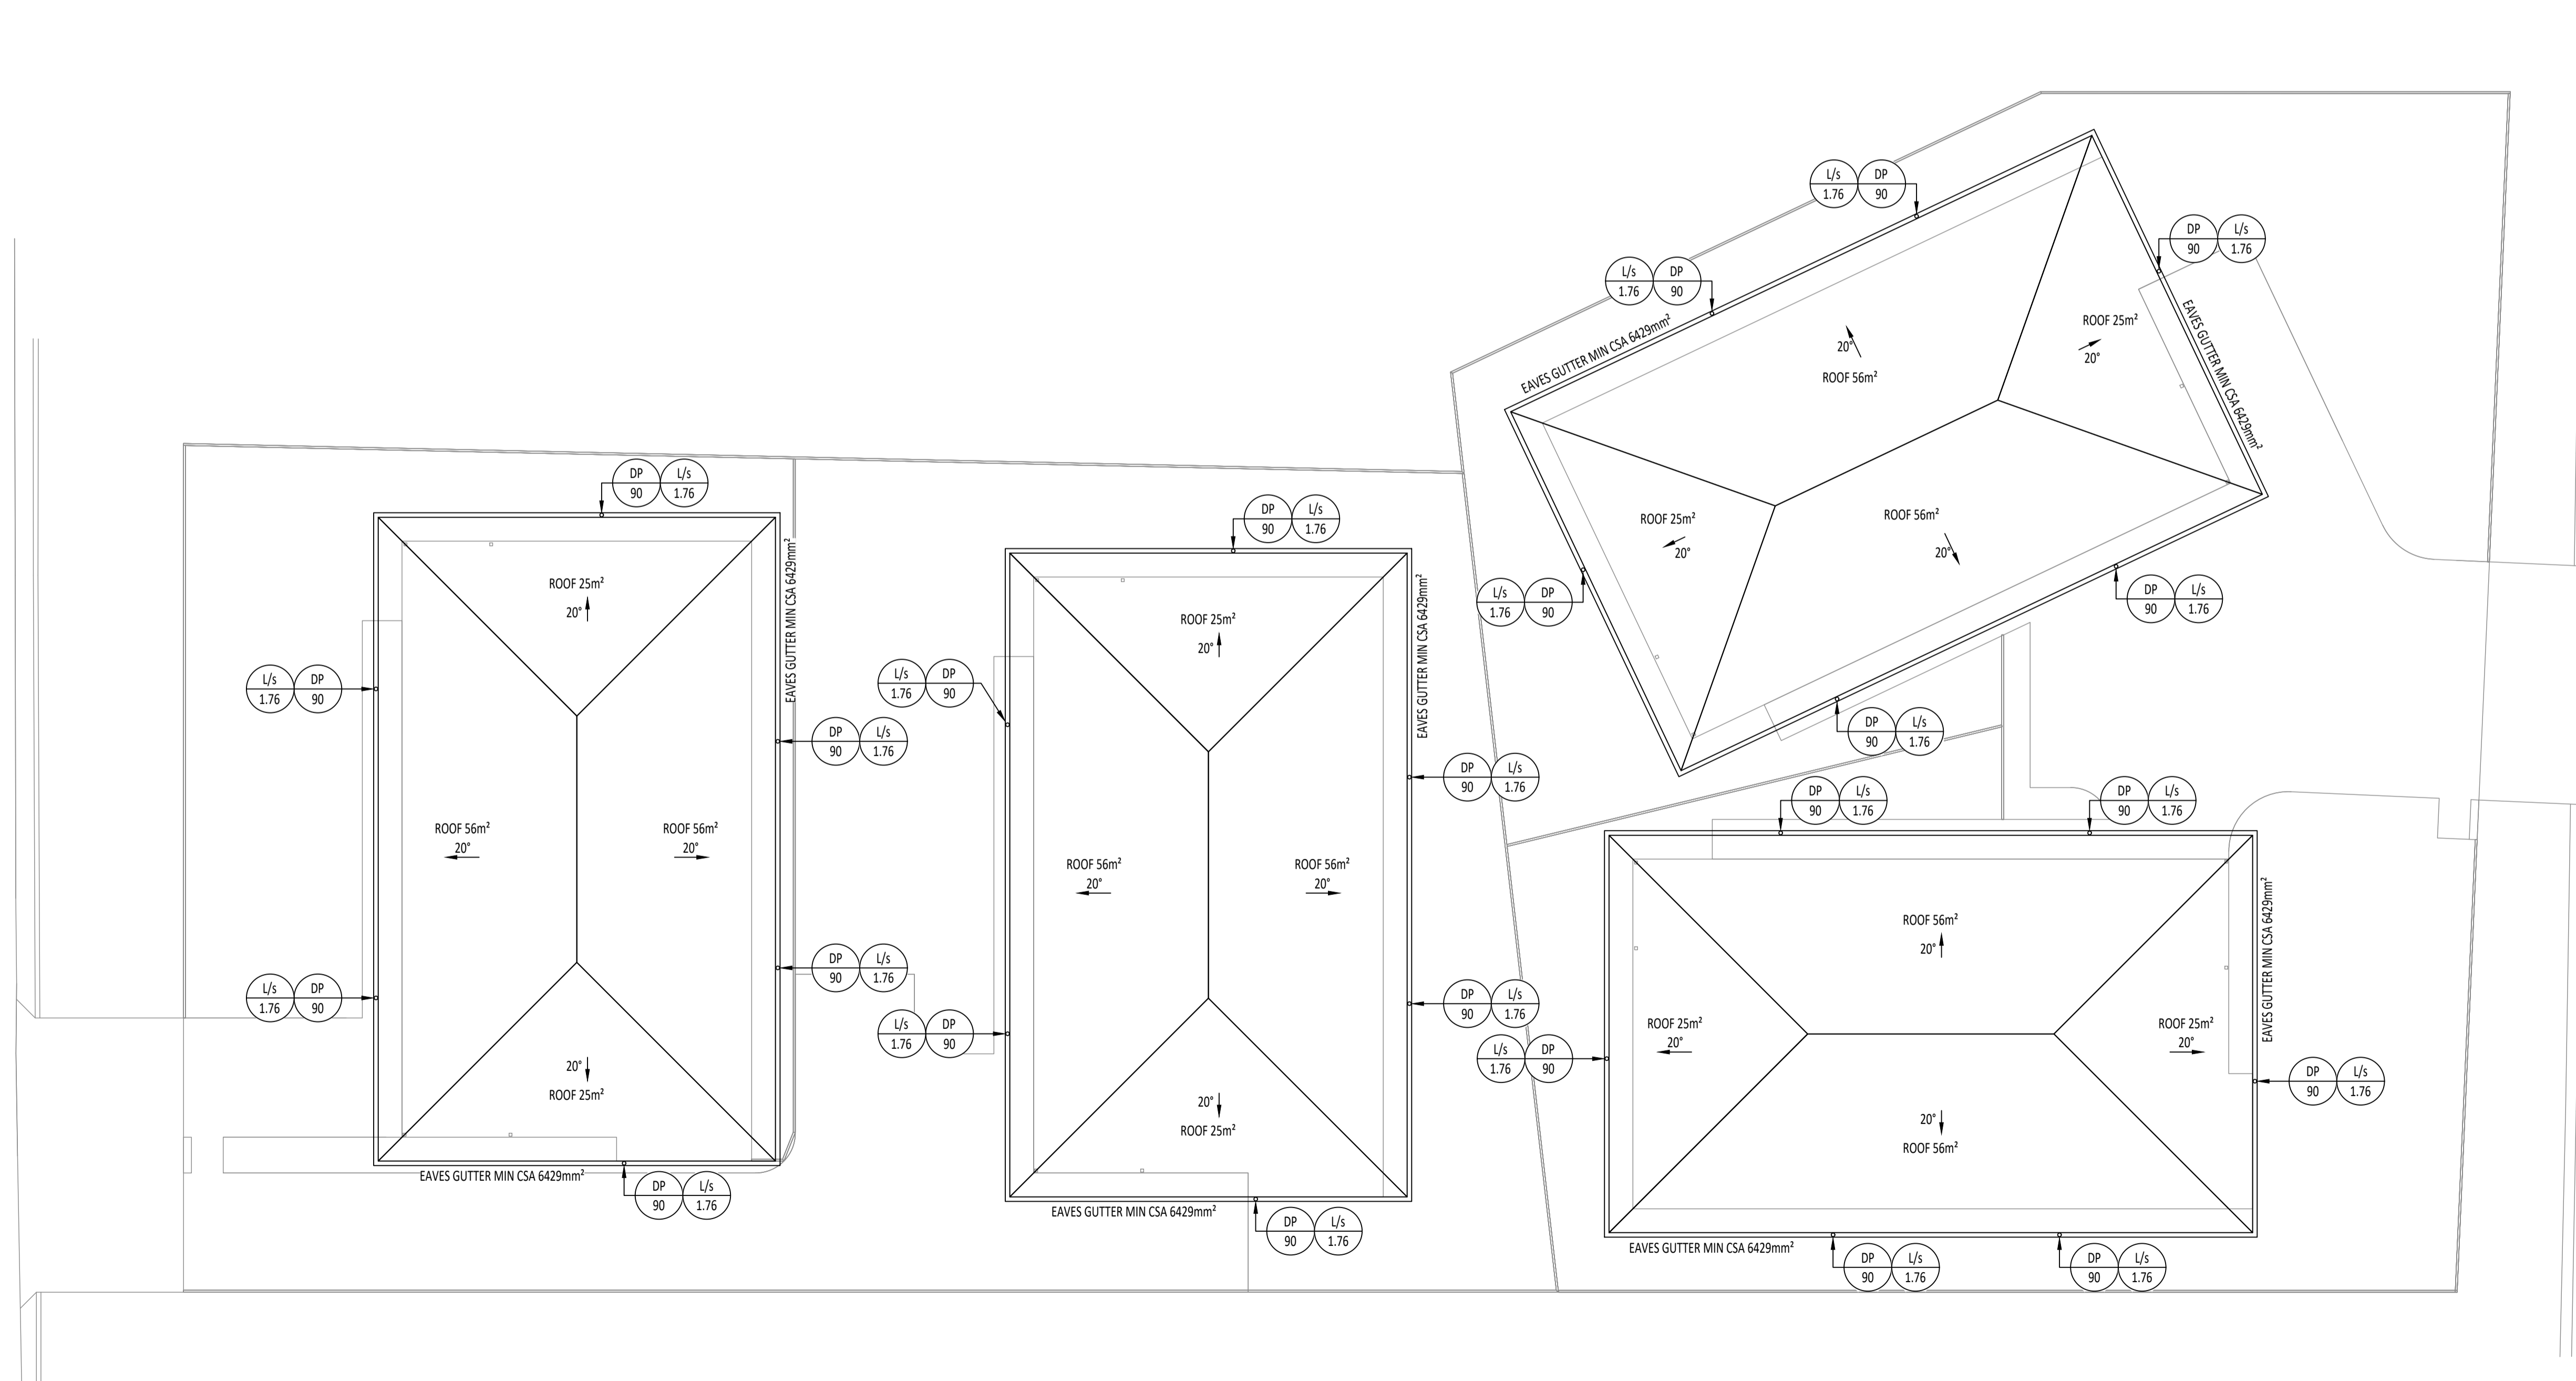 DP
90
L/s
1.76
ROOF 25m²
20°
EAVES GUTTER MIN CSA 6429mm²
L/s
1.76
DP
90
DP
90
L/s
1.76
ROOF 56m²
20°
ROOF 56m²
20°
L/s
1.76
DP
90
DP
90
L/s
1.76
20°
ROOF 25m²
EAVES GUTTER MIN CSA 6429mm²
DP
90
L/s
1.76
DP
90
L/s
1.76
ROOF 25m²
20°
EAVES GUTTER MIN CSA 6429mm²
L/s
1.76
DP
90
DP
90
L/s
1.76
ROOF 56m²
20°
ROOF 56m²
20°
L/s
1.76
DP
90
DP
90
L/s
1.76
20°
ROOF 25m²
EAVES GUTTER MIN CSA 6429mm²
DP
90
L/s
1.76
L/s
1.76
DP
90
L/s
1.76
DP
90
DP
90
L/s
1.76
EAVES GUTTER MIN CSA 6429mm²
20°
ROOF 56m²
ROOF 25m²
20°
EAVES GUTTER MIN CSA 6429mm²
ROOF 25m²
20°
ROOF 56m²
20°
L/s
1.76
DP
90
DP
90
L/s
1.76
DP
90
L/s
1.76
DP
90
L/s
1.76
DP
90
L/s
1.76
ROOF 56m²
20°
EAVES GUTTER MIN CSA 6429mm²
ROOF 25m²
20°
ROOF 25m²
20°
L/s
1.76
DP
90
DP
90
L/s
1.76
20°
ROOF 56m²
EAVES GUTTER MIN CSA 6429mm²
DP
90
L/s
1.76
DP
90
L/s
1.76